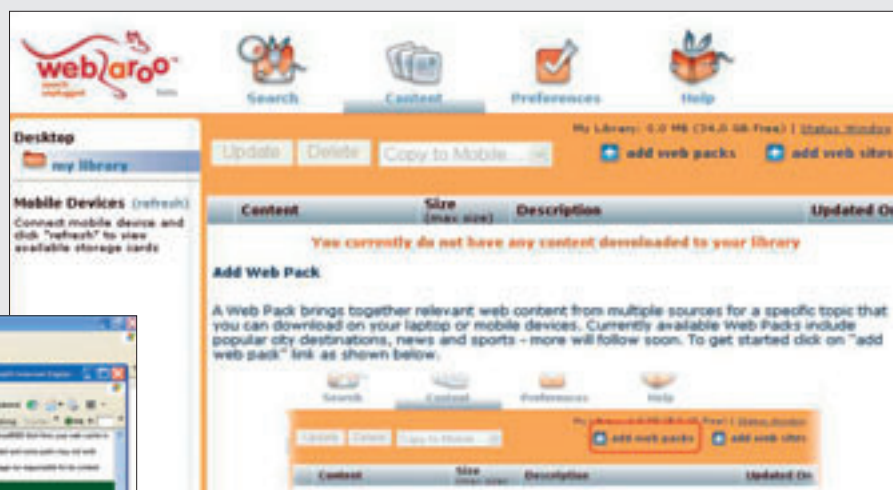 webaroo
search
unplugged
beta
Search
Content
Preferences
Help
My Library: 0.0 MB (34.0 GB Free) | Status Window
Desktop
my library
Update
Delete
Copy to Mobile
add web packs
add web sites
Mobile Devices (refresh)
Connect mobile device and
click "refresh" to view
available storage cards
Content
Size
(max size)
Description
Updated On
You currently do not have any content downloaded to your library
Add Web Pack
A Web Pack brings together relevant web content from multiple sources for a specific topic that
you can download on your laptop or mobile devices. Currently available Web Packs include
popular city destinations, news and sports - more will follow soon. To get started click on "add
web pack" link as shown below.
Search
Content
Preferences
Help
Free) | Status Window
Update
Delete
Copy to Mobile
add web packs
add web sites
Content
Size
Description
Updated On